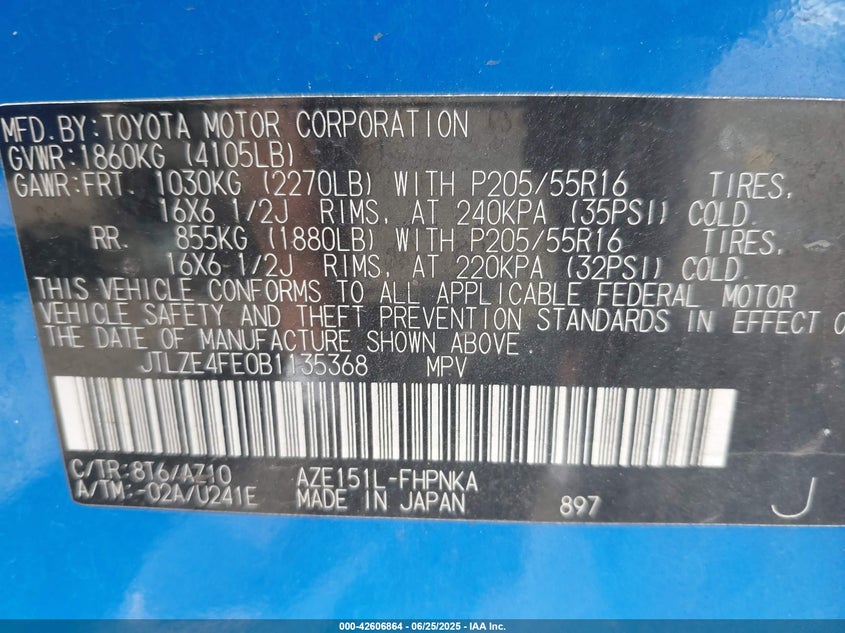 MFD.BY:TOYOTA MOTOR CORPORATION
GVWR:1860KG (4105LB)
GAWR:FRT. 1030KG (2270LB) WITH P205/55R16 TIRES,
16X6 1/2J RIMS, AT 240KPA (35PSI) COLD.
RR. 855KG (1880LB) WITH P205/55R16 TIRES,
16X6 1/2J RIMS, AT 220KPA (32PSI) COLD.
THIS VEHICLE CONFORMS TO ALL APPLICABLE FEDERAL MOTOR
VEHICLE SAFETY AND THEFT PREVENTION STANDARDS IN EFFECT O
THE DATE OF MANUFACTURE SHOWN ABOVE.
JTLZE4FE0B1135368 MPV
C/TR:8T6/AZ10 AZE151L-FHPNKA
A/TM:-02A/U241E MADE IN JAPAN 897 J
000-42606864 / 06/25/2025 - IAA Inc.